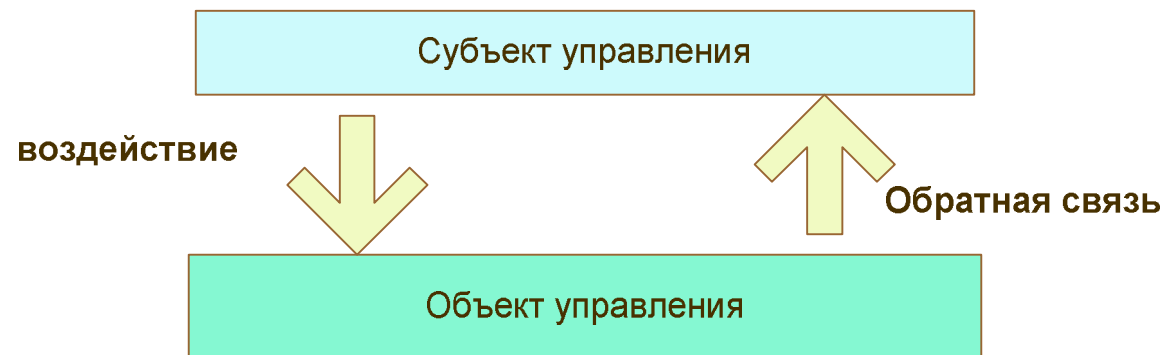 Субъект управления
воздействие
Обратная связь
Объект управления